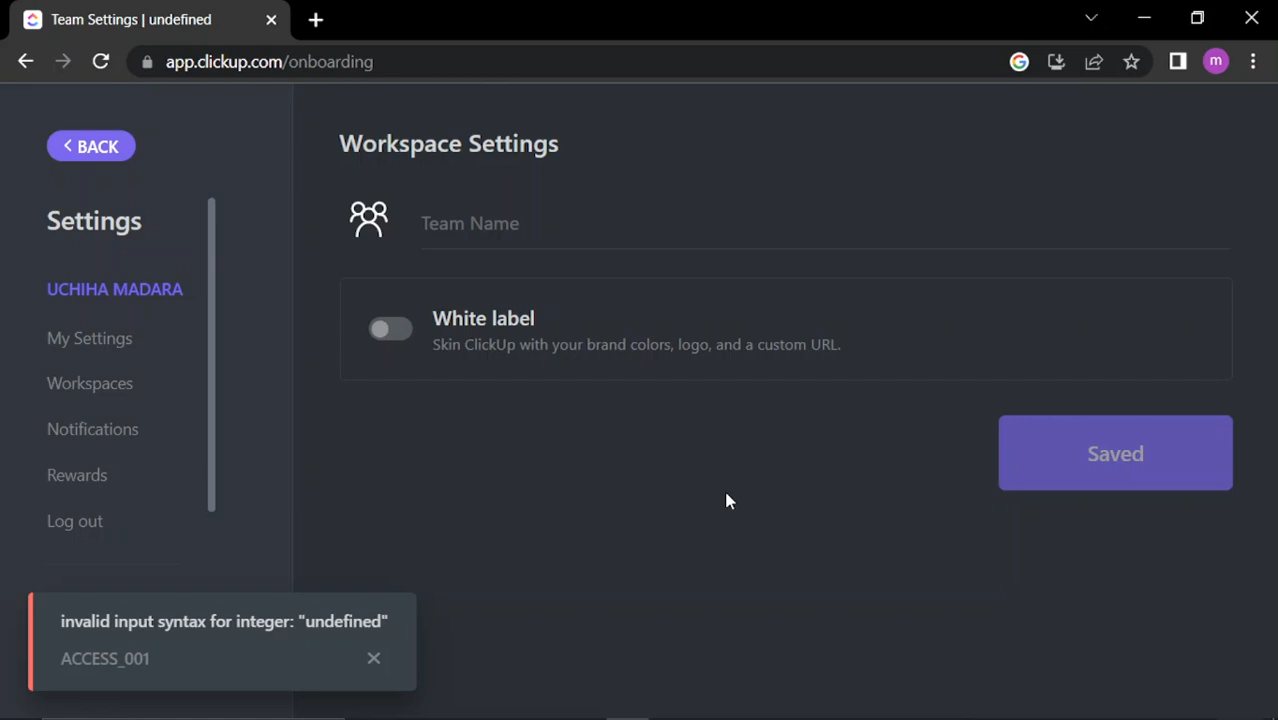 Team Settings | undefined
app.clickup.com/onboarding
m
BACK
Settings
UCHIHA MADARA
My Settings
Workspaces
Notifications
Rewards
Log out
Workspace Settings
Team Name
White label
Skin ClickUp with your brand colors, logo, and a custom URL.
Saved
invalid input syntax for integer: "undefined"
ACCESS_001